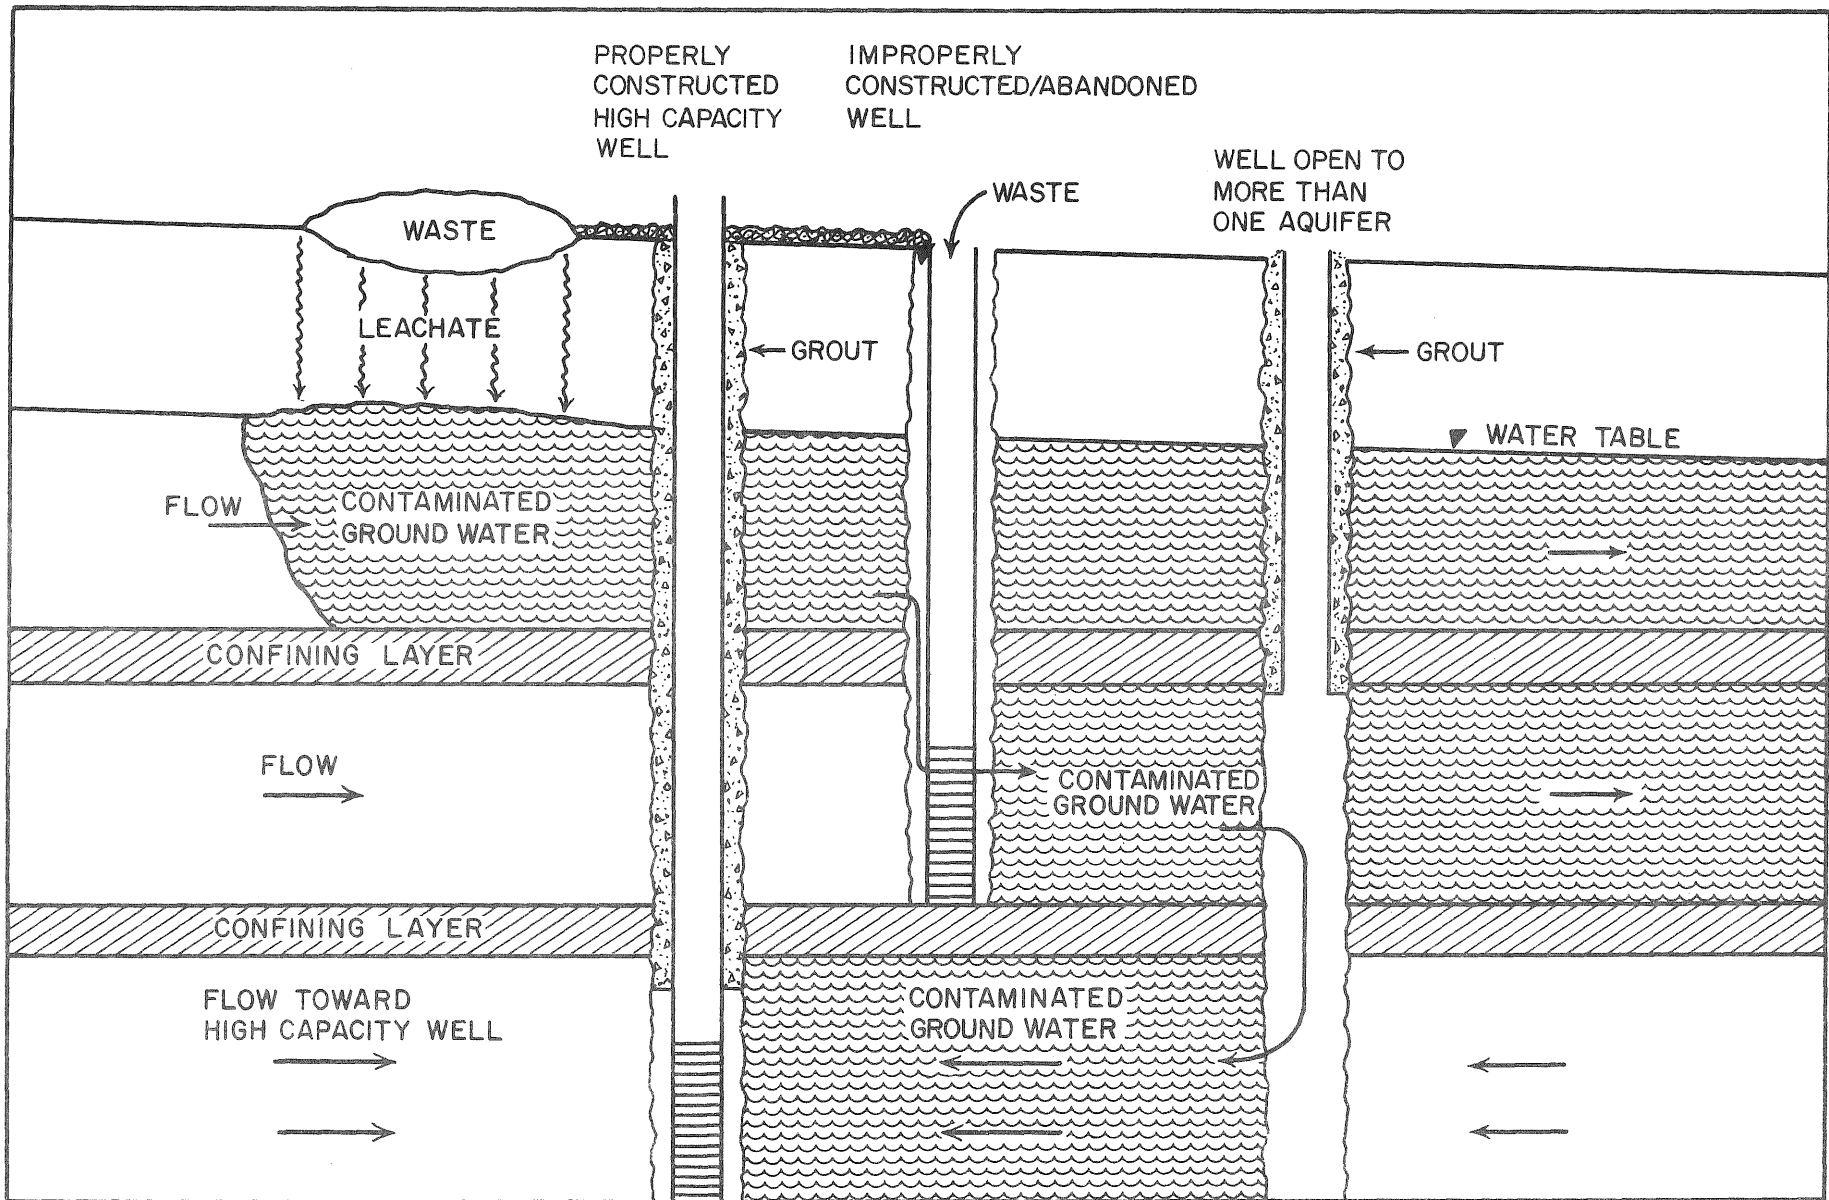 PROPERLY
CONSTRUCTED
HIGH CAPACITY
WELL
IMPROPERLY
CONSTRUCTED/ABANDONED
WELL
WELL OPEN TO
MORE THAN
ONE AQUIFER
WASTE
WASTE
LEACHATE
GROUT
GROUT
WATER TABLE
FLOW
CONTAMINATED
GROUND WATER
CONFINING LAYER
FLOW
CONTAMINATED
GROUND WATER
CONFINING LAYER
FLOW TOWARD
HIGH CAPACITY WELL
CONTAMINATED
GROUND WATER